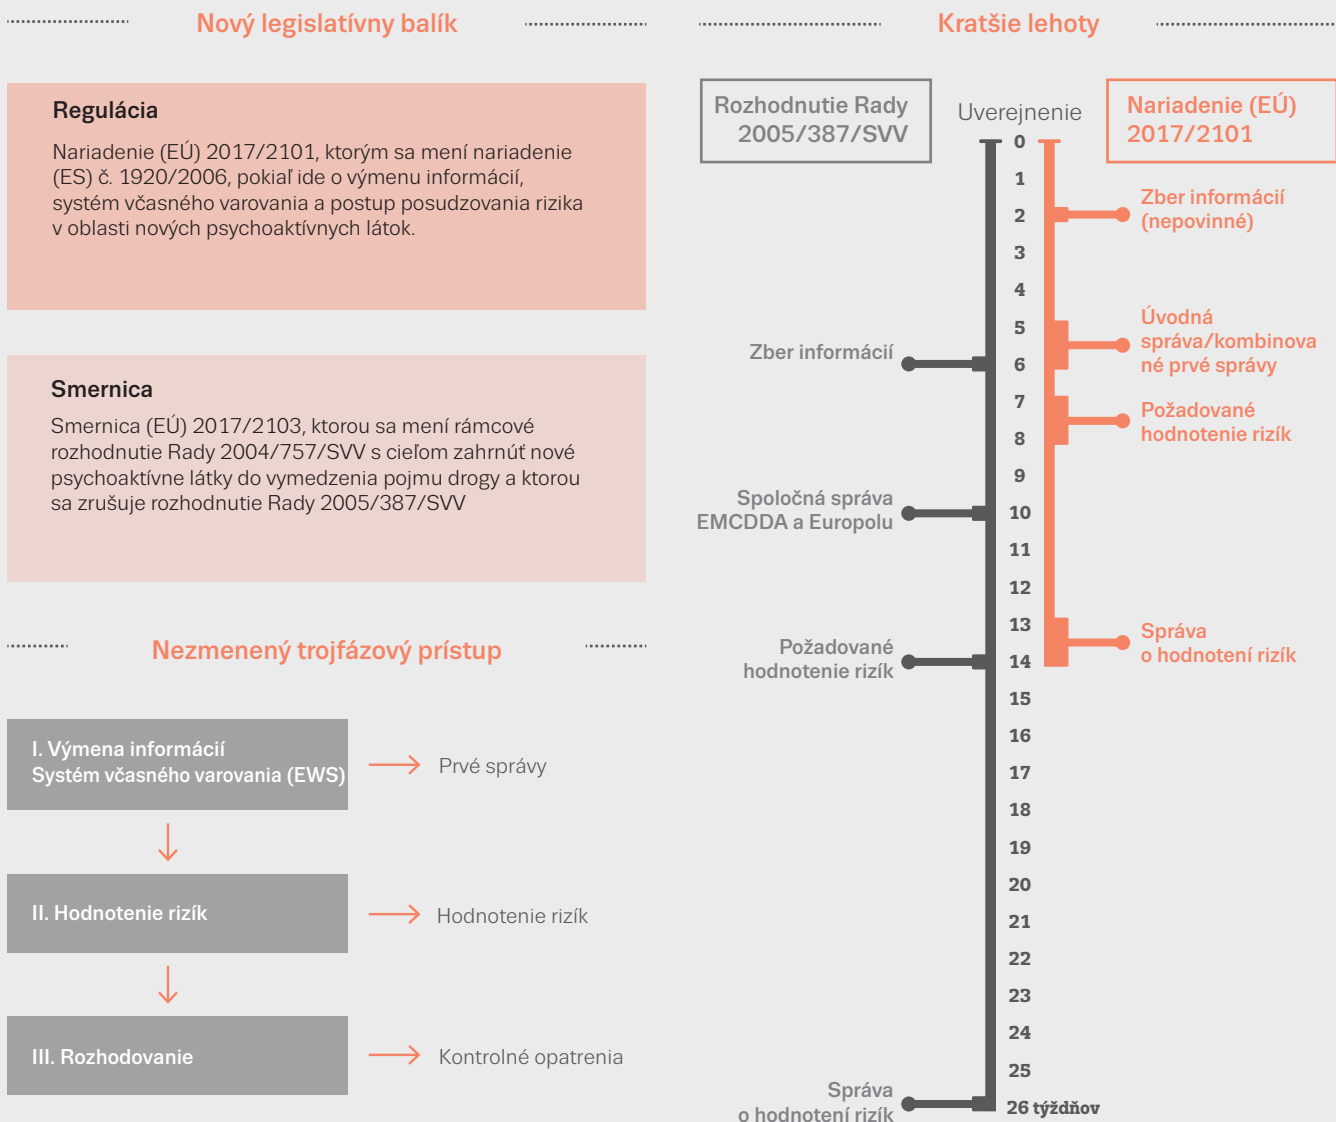 Nový legislatívny balík
Regulácia
Nariadenie (EÚ) 2017/2101, ktorým sa mení nariadenie
(ES) č. 1920/2006, pokiaľ ide o výmenu informácií,
systém včasného varovania a postup posudzovania rizika
v oblasti nových psychoaktívnych látok.
Smernica
Smernica (EÚ) 2017/2103, ktorou sa mení rámcové
rozhodnutie Rady 2004/757/SVV s cieľom zahrnúť nové
psychoaktívne látky do vymedzenia pojmu drogy a ktorou
sa zrušuje rozhodnutie Rady 2005/387/SVV
Nezmenený trojfázový prístup
I. Výmena informácií
Systém včasného varovania (EWS)
Prvé správy
II. Hodnotenie rizík
Hodnotenie rizík
III. Rozhodovanie
Kontrolné opatrenia
Kratšie lehoty
Rozhodnutie Rady
2005/387/SVV
Uverejnenie
Nariadenie (EÚ)
2017/2101
0
1
2
3
4
5
6
7
8
9
10
11
12
13
14
15
16
17
18
19
20
21
22
23
24
25
26 týždňov
Zber informácií
Spoločná správa
EMCDDA a Europolu
Požadované
hodnotenie rizík
Správa
o hodnotení rizík
Zber informácií
(nepovinné)
Úvodná
správa/kombinova
né prvé správy
Požadované
hodnotenie rizík
Správa
o hodnotení rizík